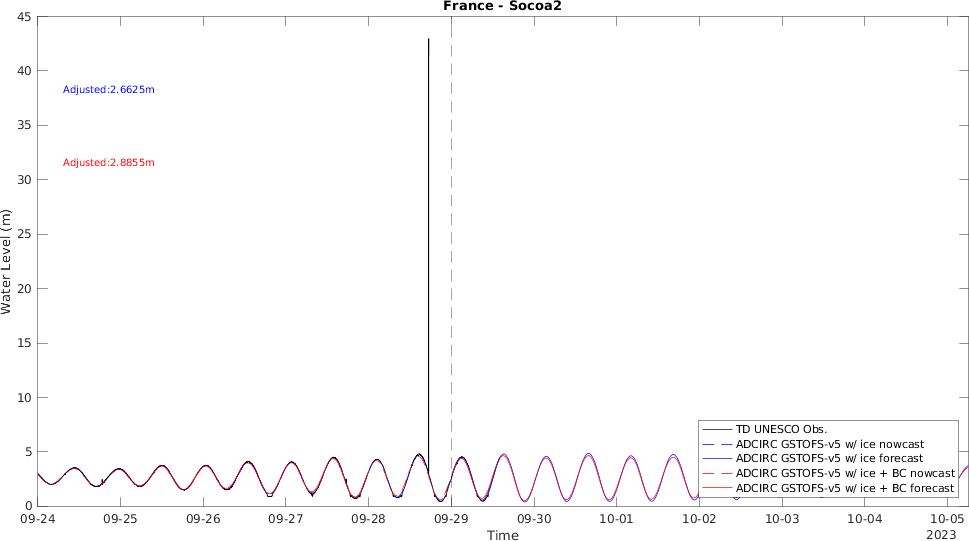 France - Socoa2
45
40
35
30
25
20
15
10
5
0
Water Level (m)
Adjusted:2.6625m
Adjusted:2.8855m
TD UNESCO Obs.
ADCIRC GSTOFS-v5 w/ ice nowcast
ADCIRC GSTOFS-v5 w/ ice forecast
ADCIRC GSTOFS-v5 w/ ice + BC nowcast
ADCIRC GSTOFS-v5 w/ ice + BC forecast
09-24 09-25 09-26 09-27 09-28 09-29 09-30 10-01 10-02 10-03 10-04 10-05
Time
2023